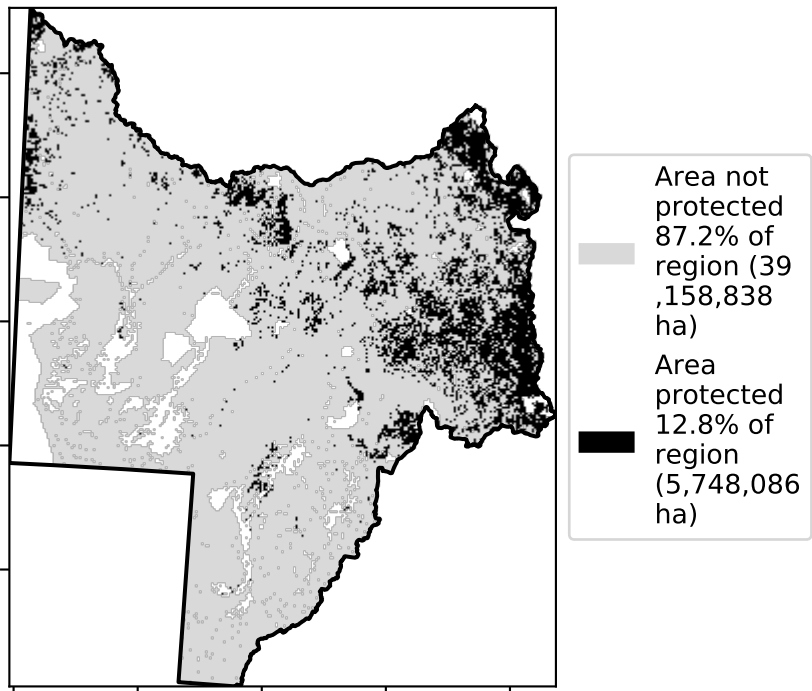 Area not
protected
87.2% of
region (39
,158,838
ha)
Area
protected
12.8% of
region
(5,748,086
ha)